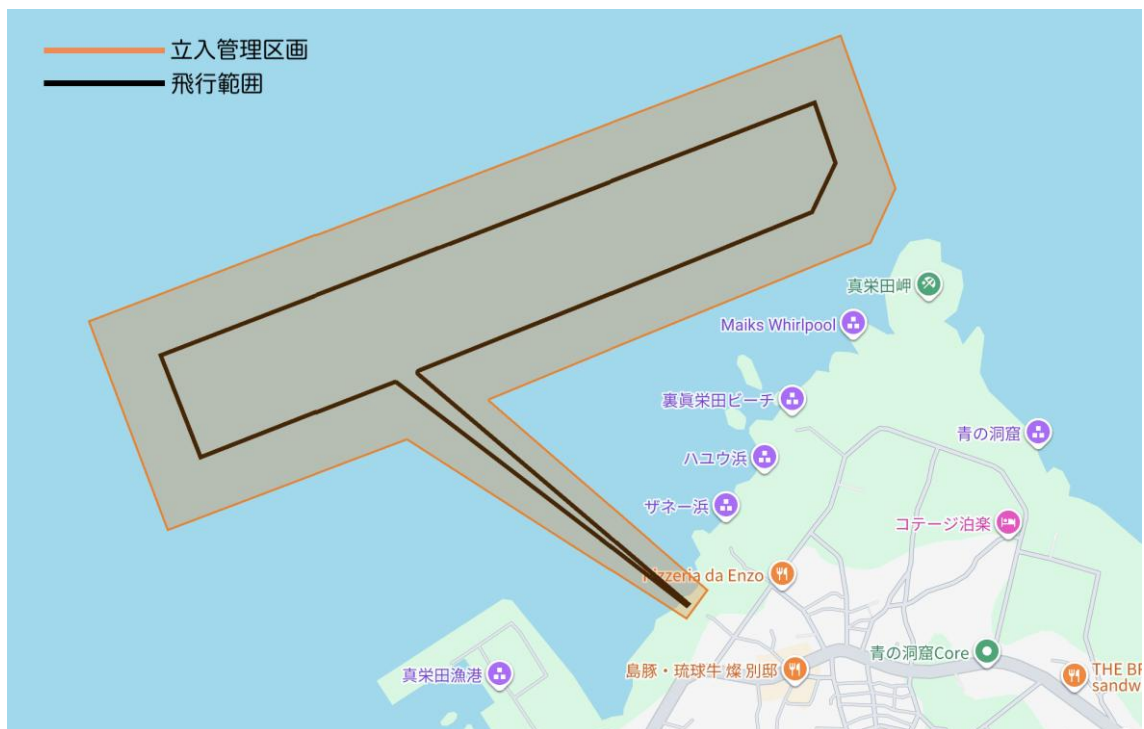 立入管理区画
飛行範囲
真栄田岬
Maiks Whirlpool
裏真栄田ビーチ
青の洞窟
ハユウ浜
ザネー浜
コテージ泊楽
Pizzeria da Enzo
青の洞窟Core
島豚・琉球牛 燦 別邸
真栄田漁港
THE BR
sandw